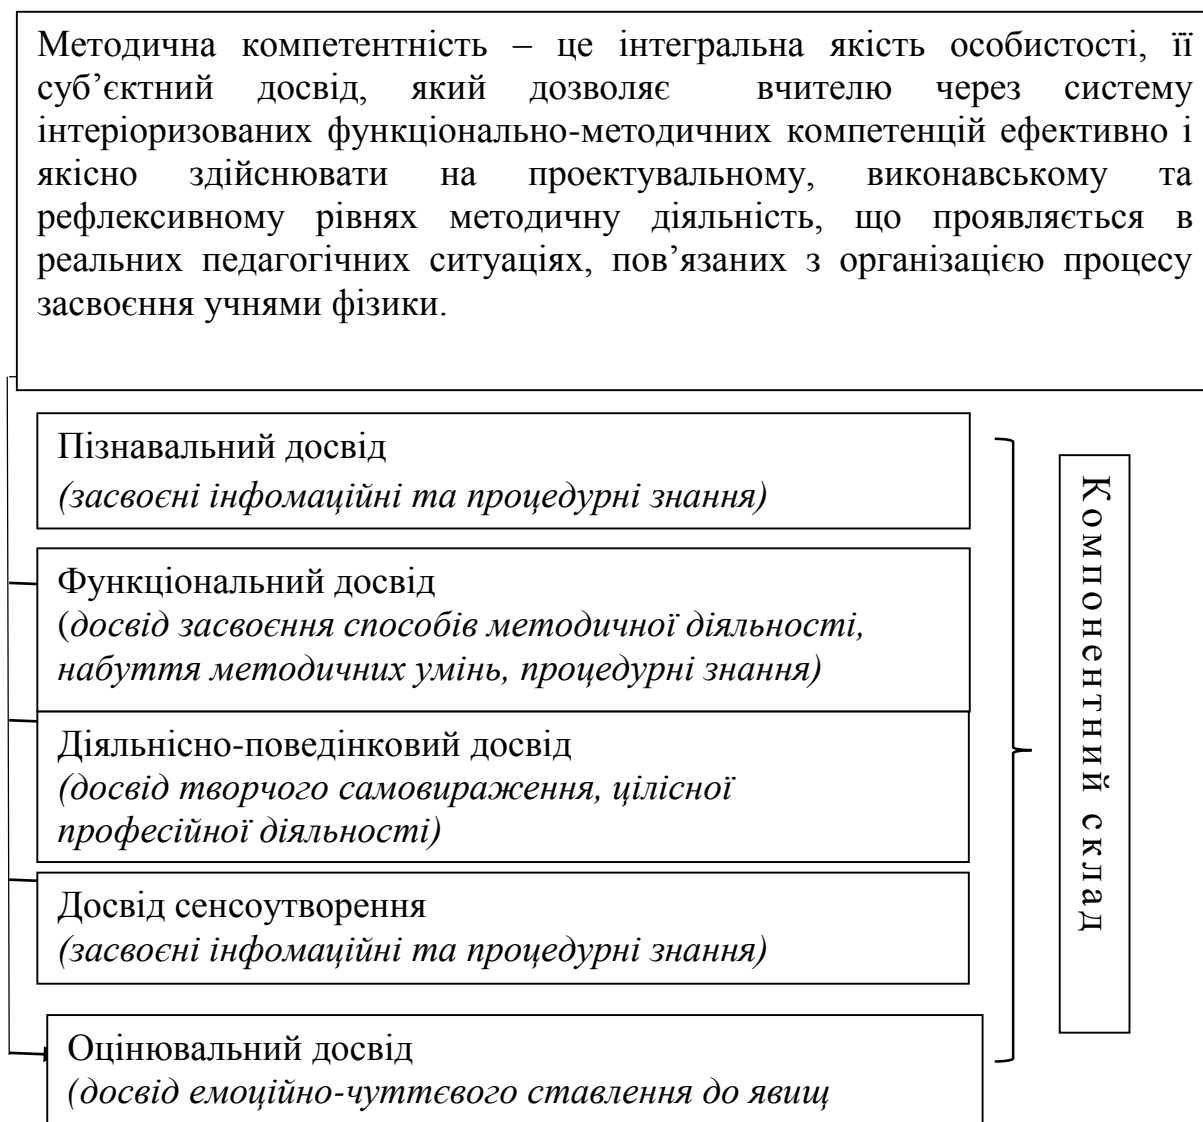 Методична компетентність – це інтегральна якість особистості, її
суб’єктний досвід, який дозволяє вчителю через систему
інтеріоризованих функціонально-методичних компетенцій ефективно і
якісно здійснювати на проектувальному, виконавському та
рефлексивному рівнях методичну діяльність, що проявляється в
реальних педагогічних ситуаціях, пов’язаних з організацією процесу
засвоєння учнями фізики.
Пізнавальний досвід
(засвоєні інфомаційні та процедурні знання)
Функціональний досвід
(досвід засвоєння способів методичної діяльності,
набуття методичних умінь, процедурні знання)
Діяльнісно-поведінковий досвід
(досвід творчого самовираження, цілісної
професійної діяльності)
Досвід сенсоутворення
(засвоєні інфомаційні та процедурні знання)
Оцінювальний досвід
(досвід емоційно-чуттєвого ставлення до явищ
Компонентний склад